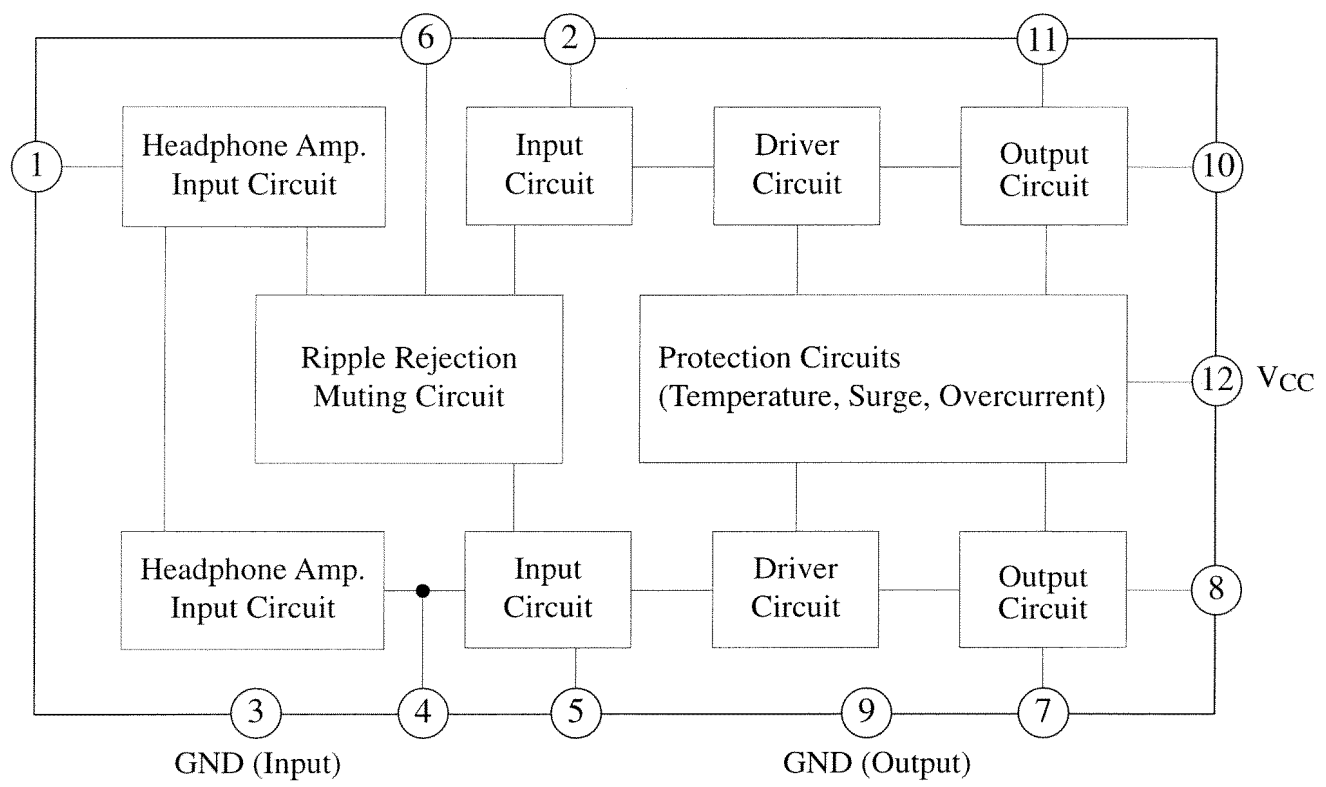 6
2
11
Headphone Amp.
Input Circuit
Input
Circuit
Driver
Circuit
Output
Circuit
1
10
Ripple Rejection
Muting Circuit
Protection Circuits
(Temperature, Surge, Overcurrent)
12
VCC
Headphone Amp.
Input Circuit
Input
Circuit
Driver
Circuit
Output
Circuit
8
3
4
5
9
7
GND (Input)
GND (Output)